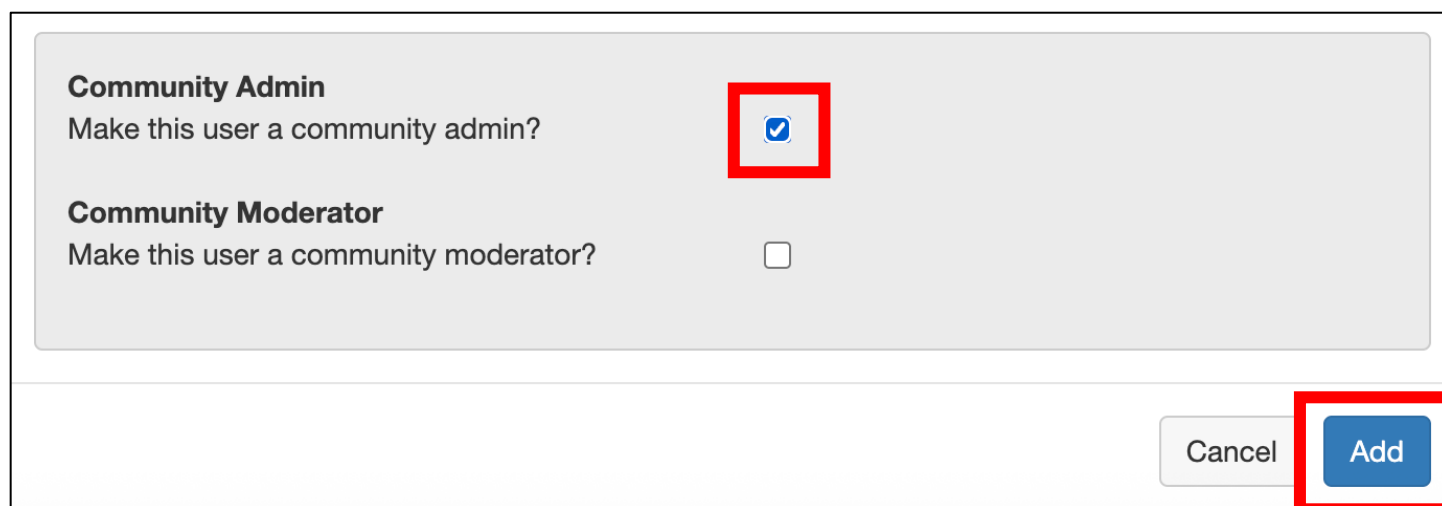 Community Admin
Make this user a community admin?
Community Moderator
Make this user a community moderator?
Cancel
Add